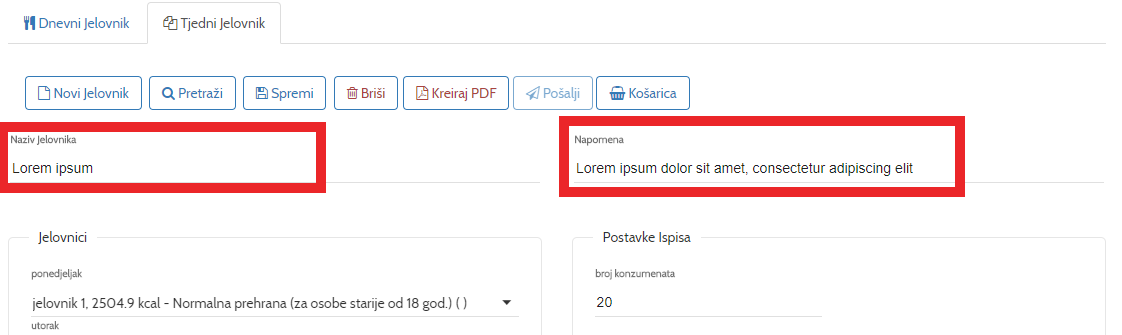 Dnevni Jelovnik Tjedni Jelovnik
Novi Jelovnik Pretraži Spremi Briši Kreiraj PDF Pošalji Košarica
Naziv Jelovnika Napomena
Lorem ipsum Lorem ipsum dolor sit amet, consectetur adipiscing elit
Jelovnici Postavke Ispisa
ponedjeljak broj konzumenata
jelovnik 1, 2504.9 kcal - Normalna prehrana (za osobe starije od 18 god.) ( ) 20
utorak